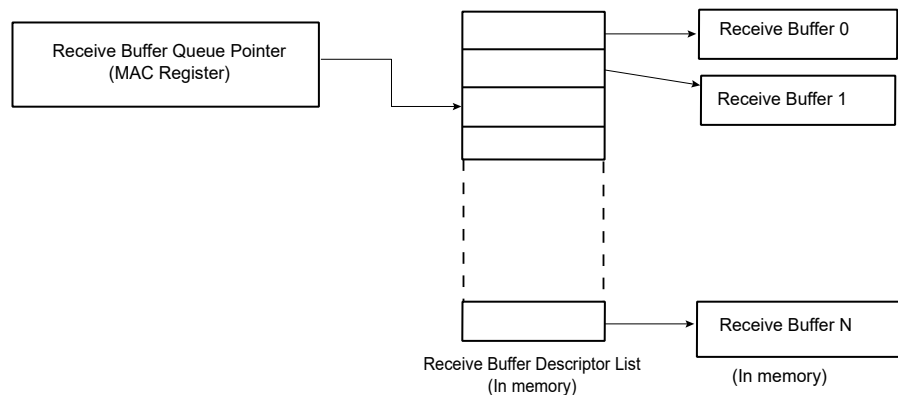 Receive Buffer Queue Pointer
(MAC Register)
Receive Buffer 0
Receive Buffer 1
Receive Buffer N
Receive Buffer Descriptor List
(In memory)
(In memory)